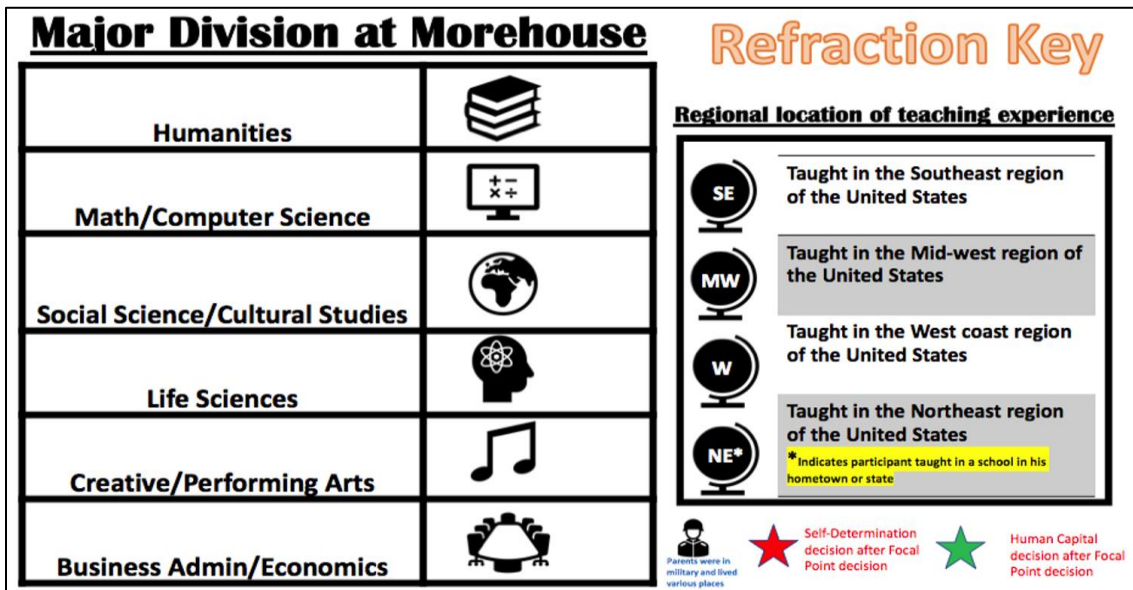 Major Division at Morehouse
Humanities
+ −
× ÷
Math/Computer Science
Social Science/Cultural Studies
Life Sciences
Creative/Performing Arts
Business Admin/Economics
Refraction Key
Regional location of teaching experience
SE
Taught in the Southeast region
of the United States
MW
Taught in the Mid-west region of
the United States
W
Taught in the West coast region
of the United States
NE*
Taught in the Northeast region
of the United States
*Indicates participant taught in a school in his
hometown or state
Parents were in
military and lived
various places
Self-Determination
decision after Focal
Point decision
Human Capital
decision after Focal
Point decision